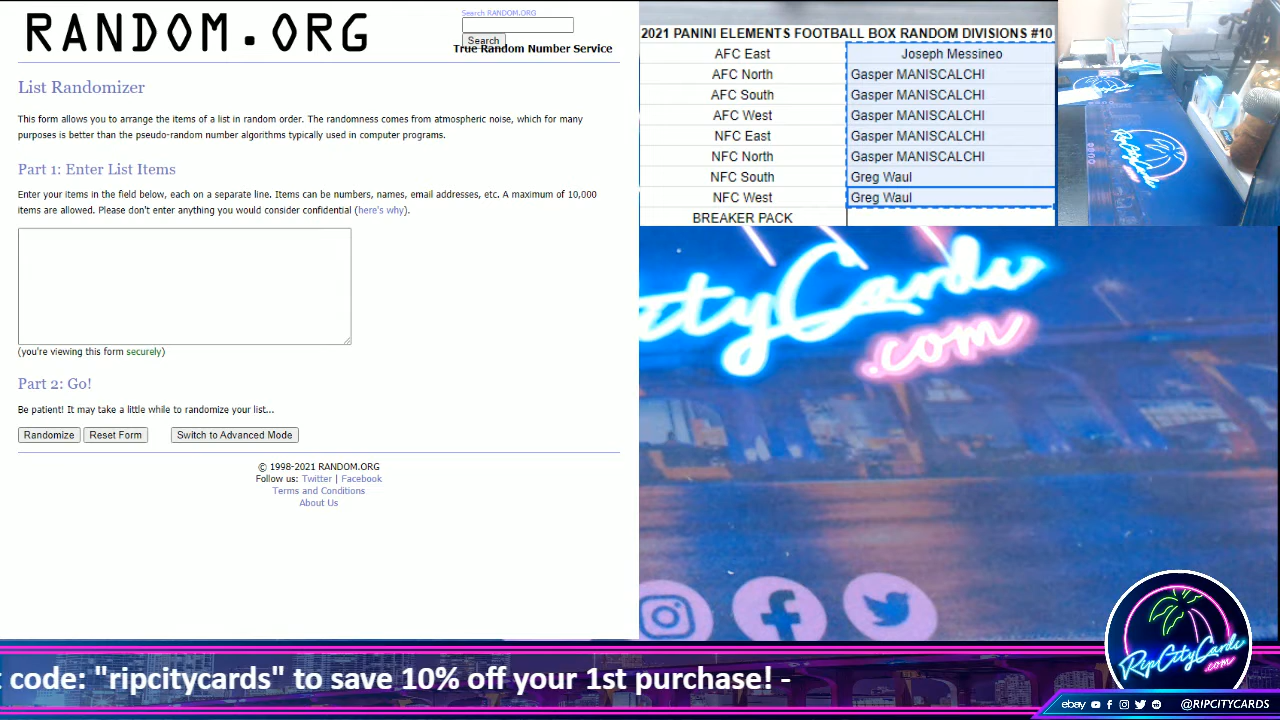 RANDOM.ORG
Search RANDOM.ORG
Search
True Random Number Service
List Randomizer
This form allows you to arrange the items of a list in random order. The randomness comes from atmospheric noise, which for many
purposes is better than the pseudo-random number algorithms typically used in computer programs.
Part 1: Enter List Items
Enter your items in the field below, each on a separate line. Items can be numbers, names, email addresses, etc. A maximum of 10,000
items are allowed. Please don't enter anything you would consider confidential (here's why).
(you're viewing this form securely)
Part 2: Go!
Be patient! It may take a little while to randomize your list...
Randomize Reset Form Switch to Advanced Mode
© 1998-2021 RANDOM.ORG
Follow us: Twitter | Facebook
Terms and Conditions
About Us
2021 PANINI ELEMENTS FOOTBALL BOX RANDOM DIVISIONS #10
AFC East Joseph Messineo
AFC North Gasper MANISCALCHI
AFC South Gasper MANISCALCHI
AFC West Gasper MANISCALCHI
NFC East Gasper MANISCALCHI
NFC North Gasper MANISCALCHI
NFC South Greg Waul
NFC West Greg Waul
BREAKER PACK
ityCards
.com
code: "ripcitycards" to save 10% off your 1st purchase! -
RipCityCards
.com
ebay @RIPCITYCARDS